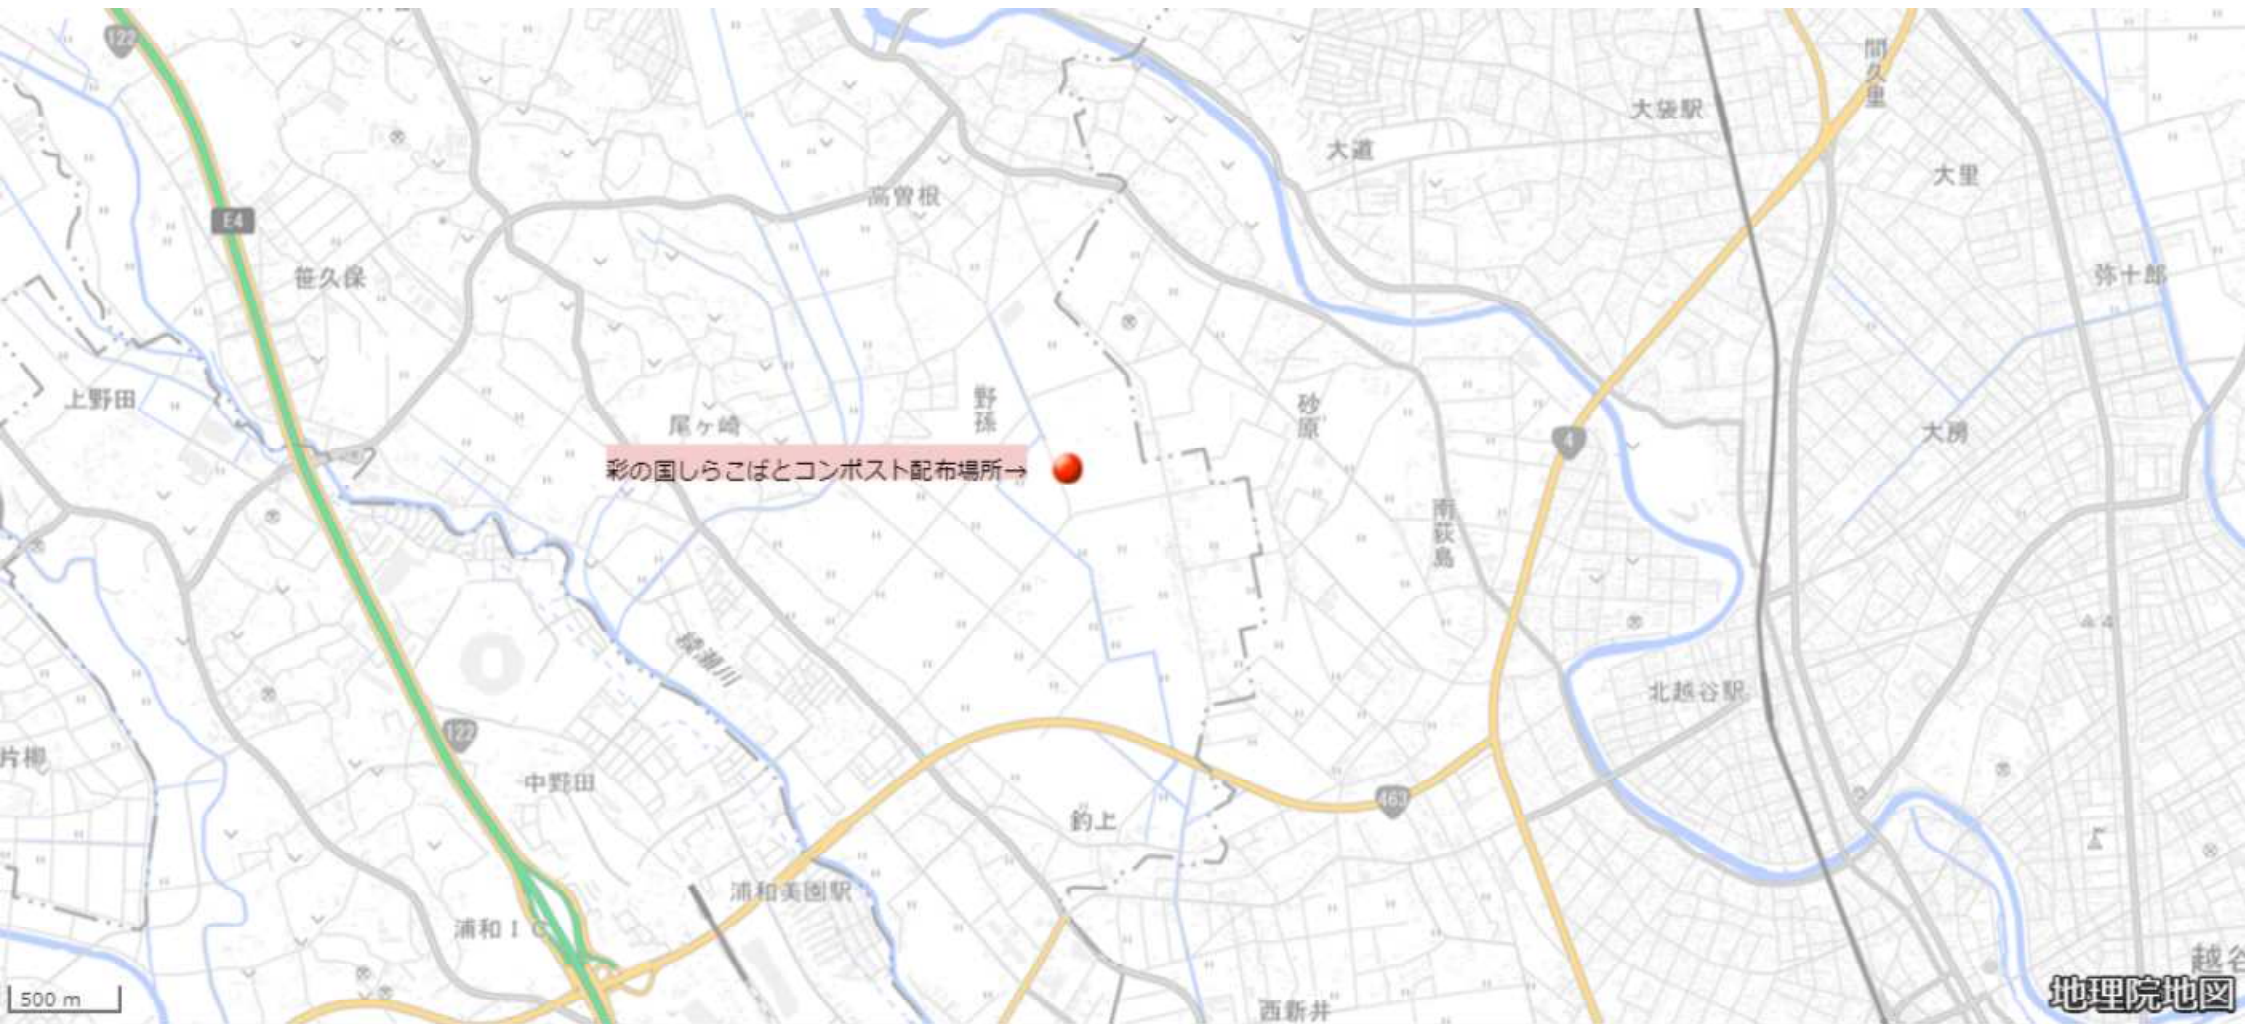 122
間久里
大袋駅
大道
大里
高曽根
E4
笹久保
弥十郎
上野田
野孫
砂原
尾ヶ崎
大房
4
彩の国しらこばとコンポスト配布場所→
南荻島
綾瀬川
北越谷駅
122
片柳
中野田
463
釣上
浦和美園駅
浦和IC
越谷
500 m
西新井
地理院地図